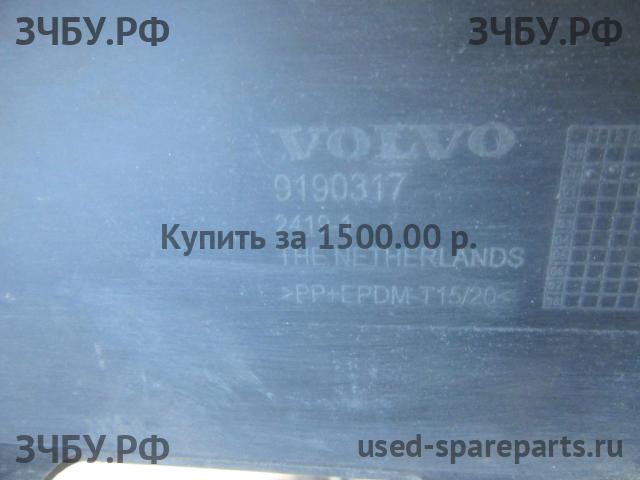 ЗЧБУ.РФ ЗЧБУ.РФ
VOLVO
9190317
Купить за 1500.00 р.
THE NETHERLANDS
>PP+EPDM-T15/20<
ЗЧБУ.РФ used-spareparts.ru